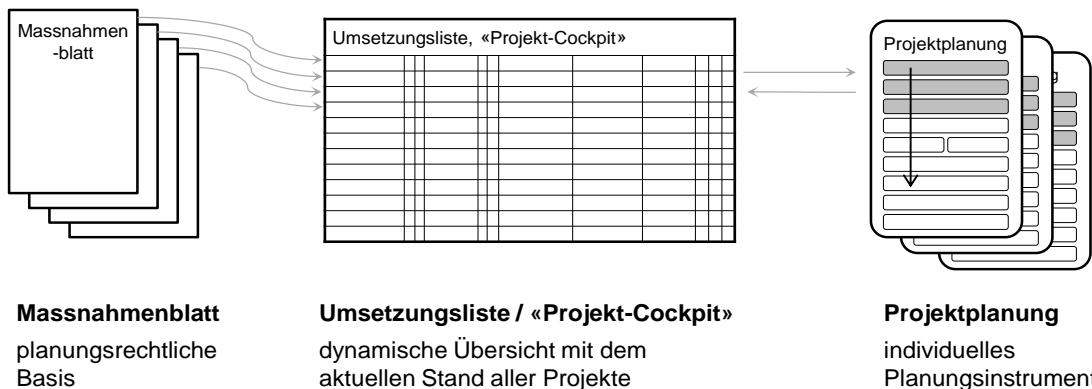 Massnahmen
-blatt
Umsetzungsliste, «Projekt-Cockpit»
Projektplanung
g
Massnahmenblatt
planungsrechtliche
Basis
Umsetzungsliste / «Projekt-Cockpit»
dynamische Übersicht mit dem
aktuellen Stand aller Projekte
Projektplanung
individuelles
Planungsinstrument